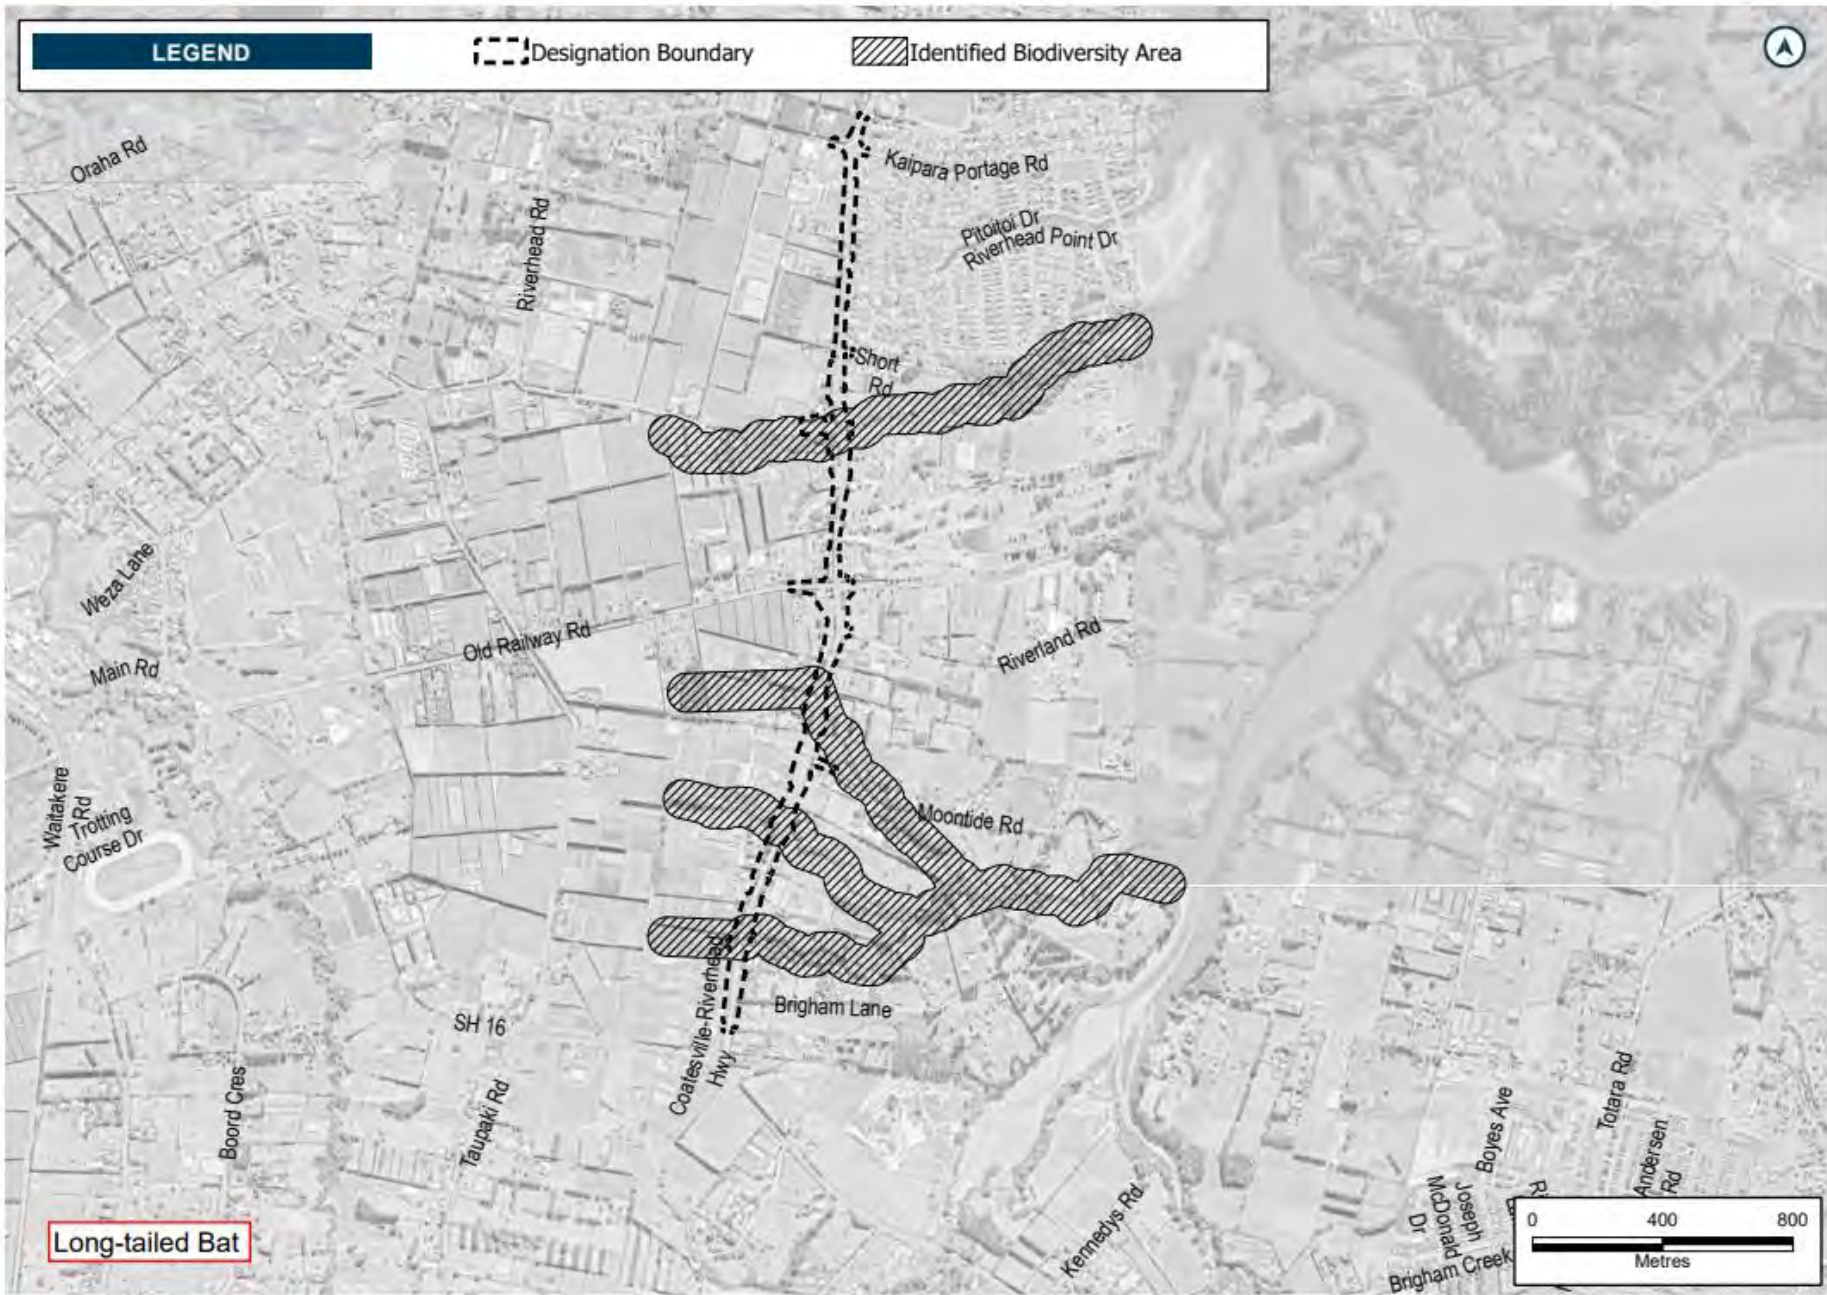 LEGEND
Designation Boundary
Identified Biodiversity Area
Oraha Rd
Kaipara Portage Rd
Riverhead Rd
Pitoitoi Dr
Riverhead Point Dr
Short
Rd
Weza Lane
Old Railway Rd
Riverland Rd
Main Rd
Waitakere
Rd
Trotting
Course Dr
Moontide Rd
Coatesville-Riverhead
Hwy
Brigham Lane
SH 16
Boord Cres
Taupaki Rd
Kennedys Rd
Totara Rd
Boyes Ave
Andersen
Rd
Joseph
McDonald
Dr
Brigham Creek
Long-tailed Bat
0 400 800
Metres